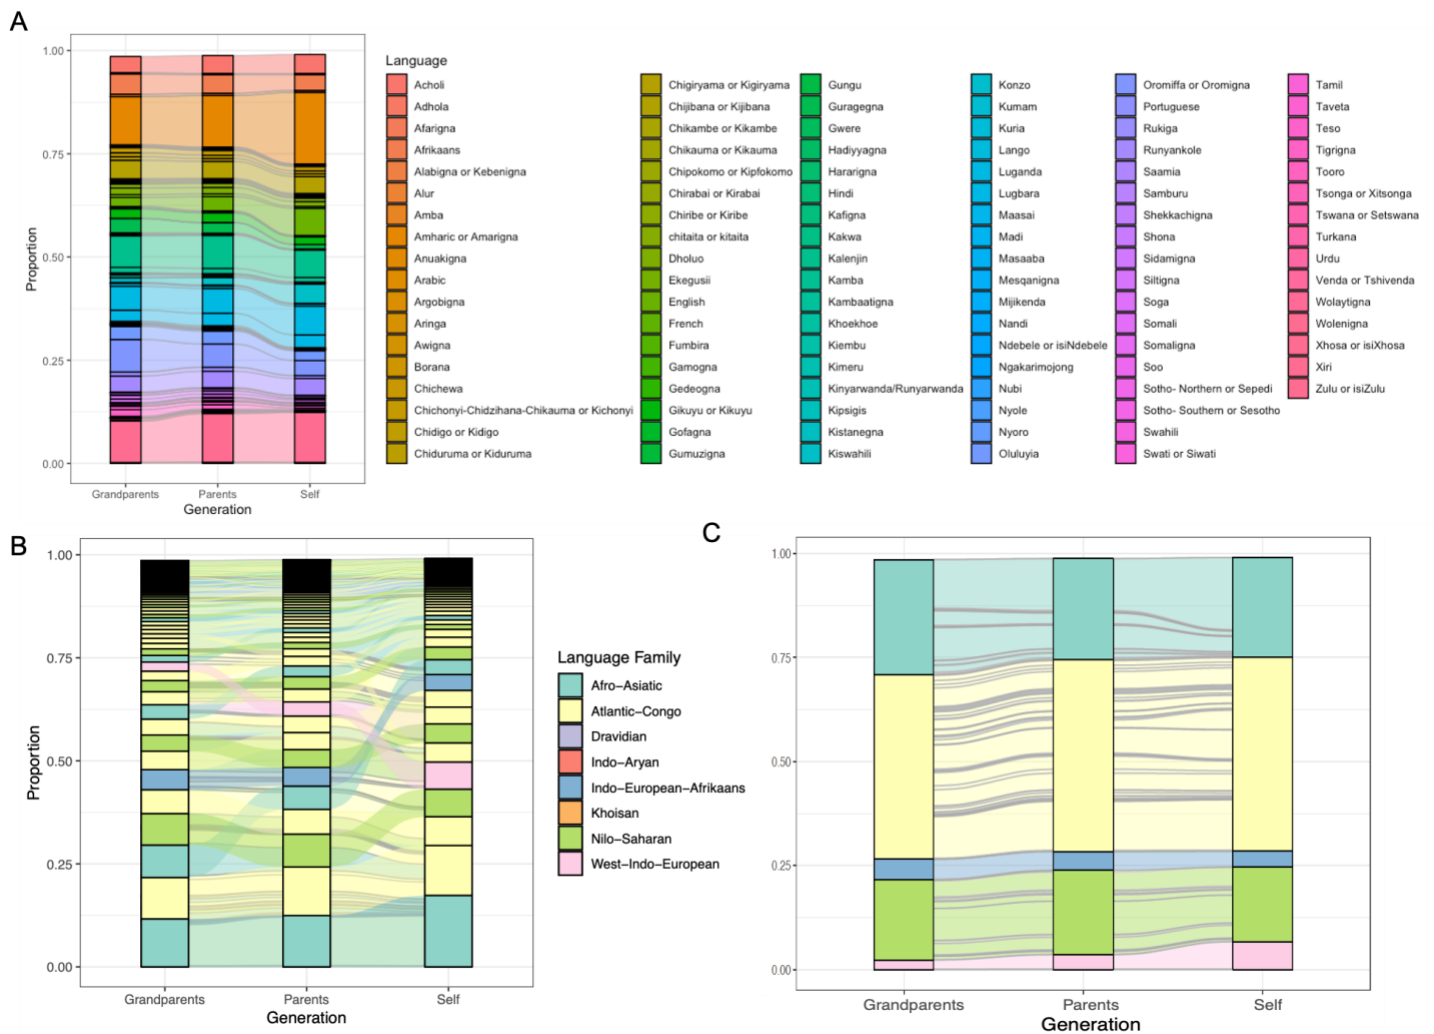 A
Language
1.00
0.75
0.50
0.25
0.00
Proportion
Grandparents
Parents
Self
Generation
Acholi
Adhola
Afarigna
Afrikaans
Alabigna or Kebenigna
Alur
Amba
Amharic or Amarigna
Anuakigna
Arabic
Argobigna
Aringa
Awigna
Borana
Chichewa
Chichonyi-Chidzihana-Chikauma or Kichonyi
Chidigo or Kidigo
Chiduruma or Kiduruma
Chigiryama or Kigiryama
Chijibana or Kijibana
Chikambe or Kikambe
Chikauma or Kikauma
Chipokomo or Kipfokomo
Chirabai or Kirabai
Chiribe or Kiribe
chitaita or kitaita
Dholuo
Ekegusii
English
French
Fumbira
Gamogna
Gedeogna
Gikuyu or Kikuyu
Gofagna
Gumuzigna
Gungu
Guragegna
Gwere
Hadiyyagna
Hararigna
Hindi
Kafigna
Kakwa
Kalenjin
Kamba
Kambaatigna
Khoekhoe
Kiembu
Kimeru
Kinyarwanda/Runyarwanda
Kipsigis
Kistanegna
Kiswahili
Konzo
Kumam
Kuria
Lango
Luganda
Lugbara
Maasai
Madi
Masaaba
Mesqanigna
Mijikenda
Nandi
Ndebele or isiNdebele
Ngakarimojong
Nubi
Nyole
Nyoro
Oluluyia
Oromiffa or Oromigna
Portuguese
Rukiga
Runyankole
Saamia
Samburu
Shekkachigna
Shona
Sidamigna
Siltigna
Soga
Somali
Somaligna
Soo
Sotho- Northern or Sepedi
Sotho- Southern or Sesotho
Swahili
Swati or Siwati
Tamil
Taveta
Teso
Tigrigna
Tooro
Tsonga or Xitsonga
Tswana or Setswana
Turkana
Urdu
Venda or Tshivenda
Wolaytigna
Wolenigna
Xhosa or isiXhosa
Xiri
Zulu or isiZulu
B
1.00
0.75
0.50
0.25
0.00
Proportion
Grandparents
Parents
Self
Generation
Language Family
Afro-Asiatic
Atlantic-Congo
Dravidian
Indo-Aryan
Indo-European-Afrikaans
Khoisan
Nilo-Saharan
West-Indo-European
C
1.00
0.75
0.50
0.25
0.00
Grandparents
Parents
Self
Generation